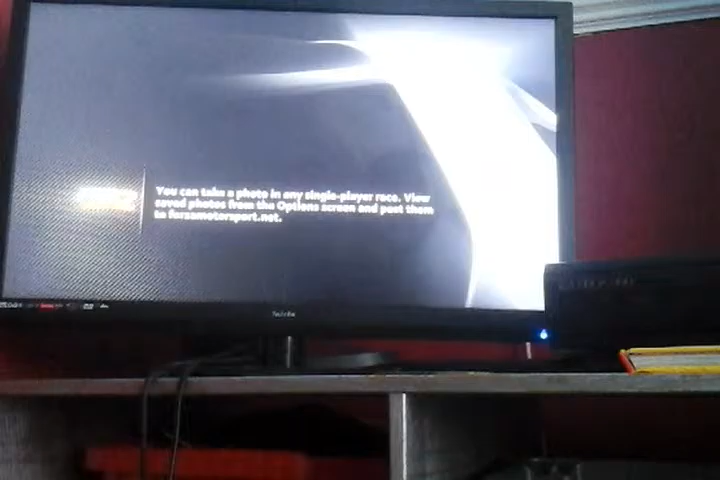 You can take a photo in any single-player race. View
saved photos from the Options screen and post them
to forzamotorsport.net.